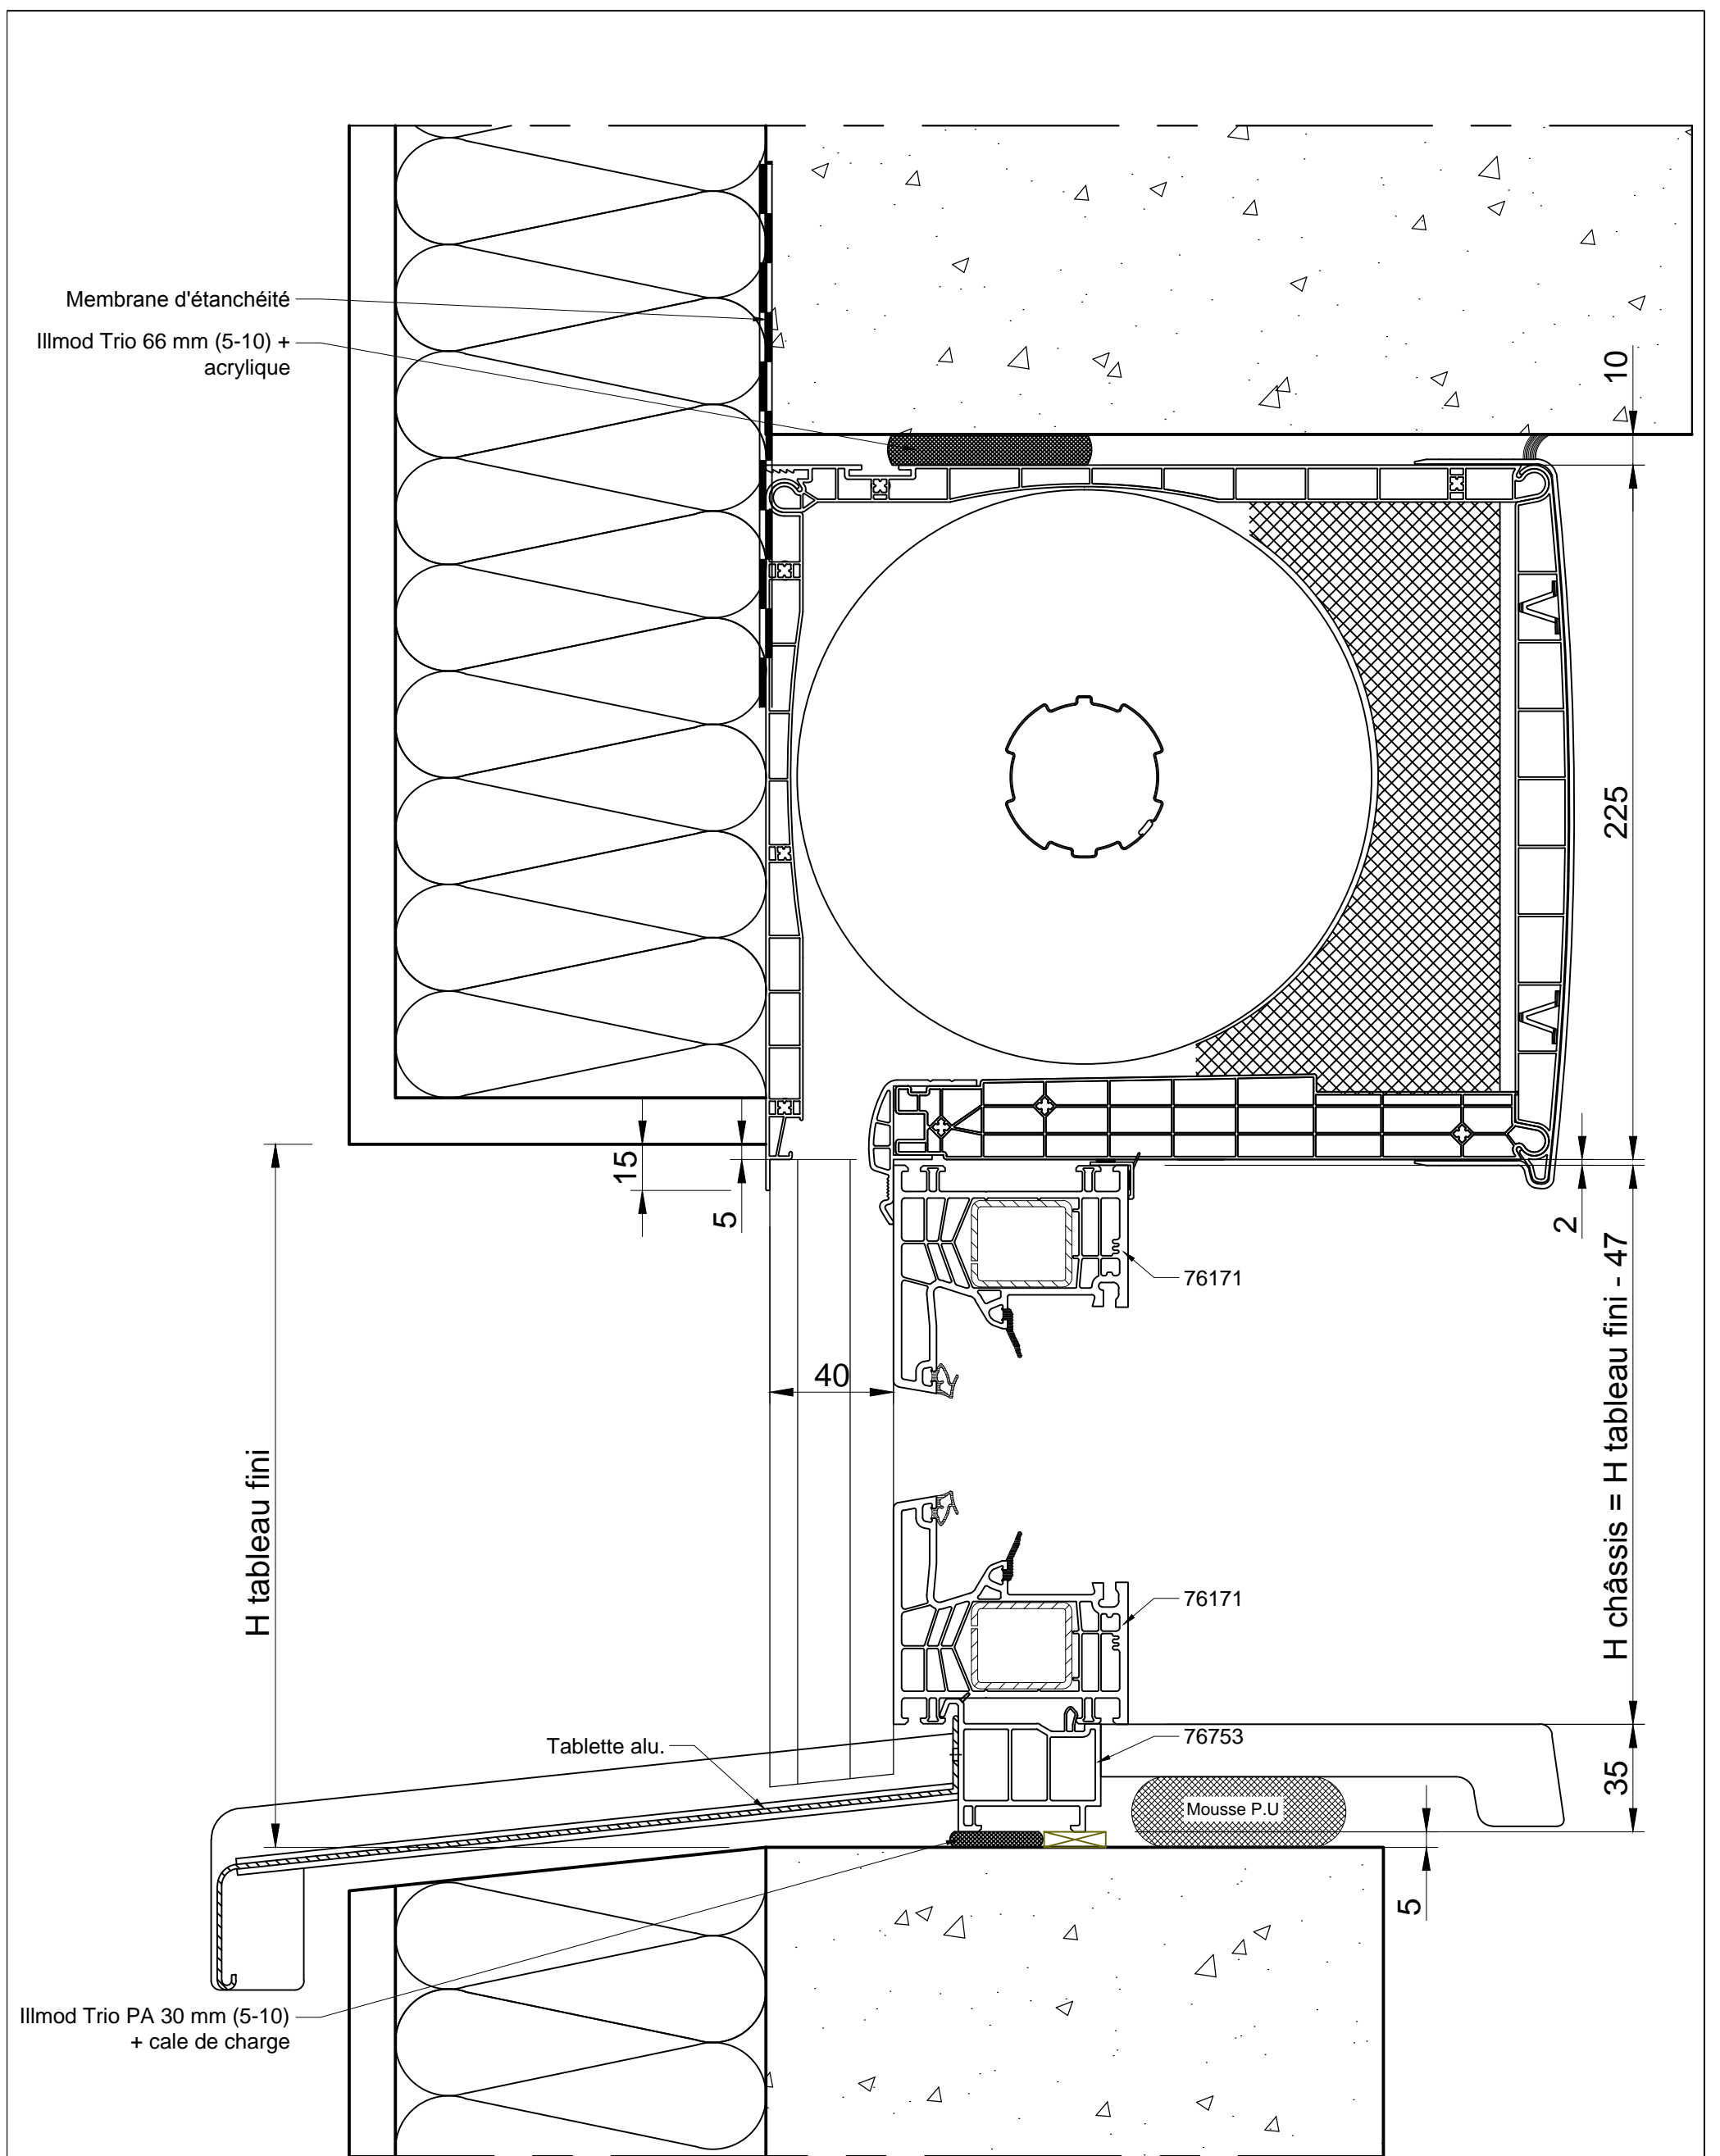 Membrane d'étanchéité
Illmod Trio 66 mm (5-10) +
acrylique
10
225
15
5
2
76171
40
H tableau fini
H châssis = H tableau fini - 47
76171
76753
Tablette alu.
35
Mousse P.U
5
Illmod Trio PA 30 mm (5-10)
+ cale de charge